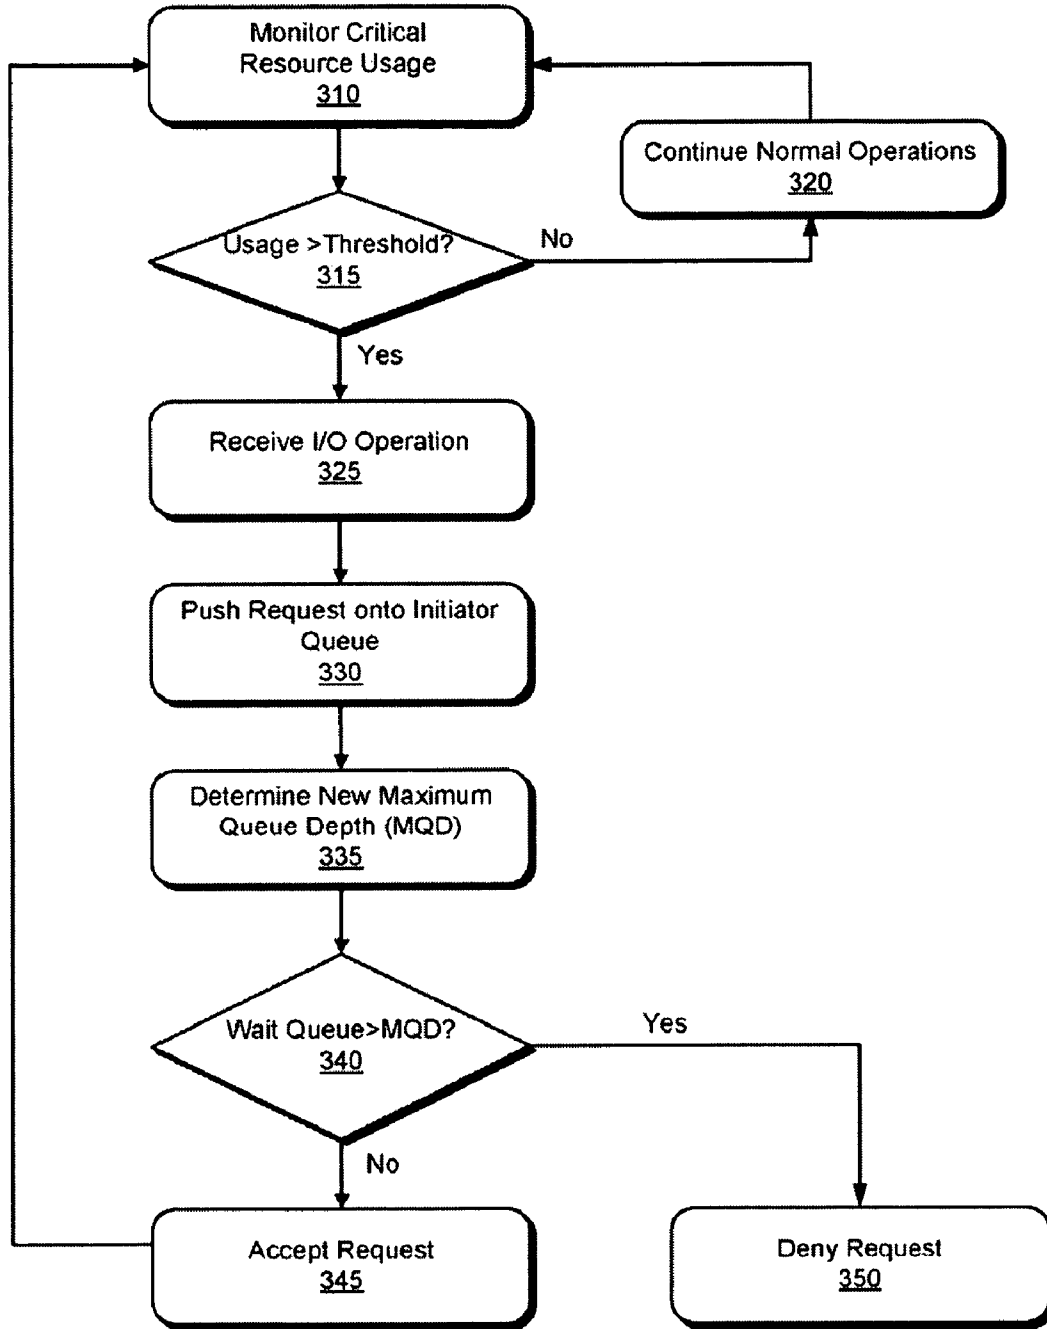 Monitor Critical
Resource Usage
310
Continue Normal Operations
320
Usage >Threshold?
315
No
Yes
Receive I/O Operation
325
Push Request onto Initiator
Queue
330
Determine New Maximum
Queue Depth (MQD)
335
Wait Queue>MQD?
340
Yes
No
Accept Request
345
Deny Request
350